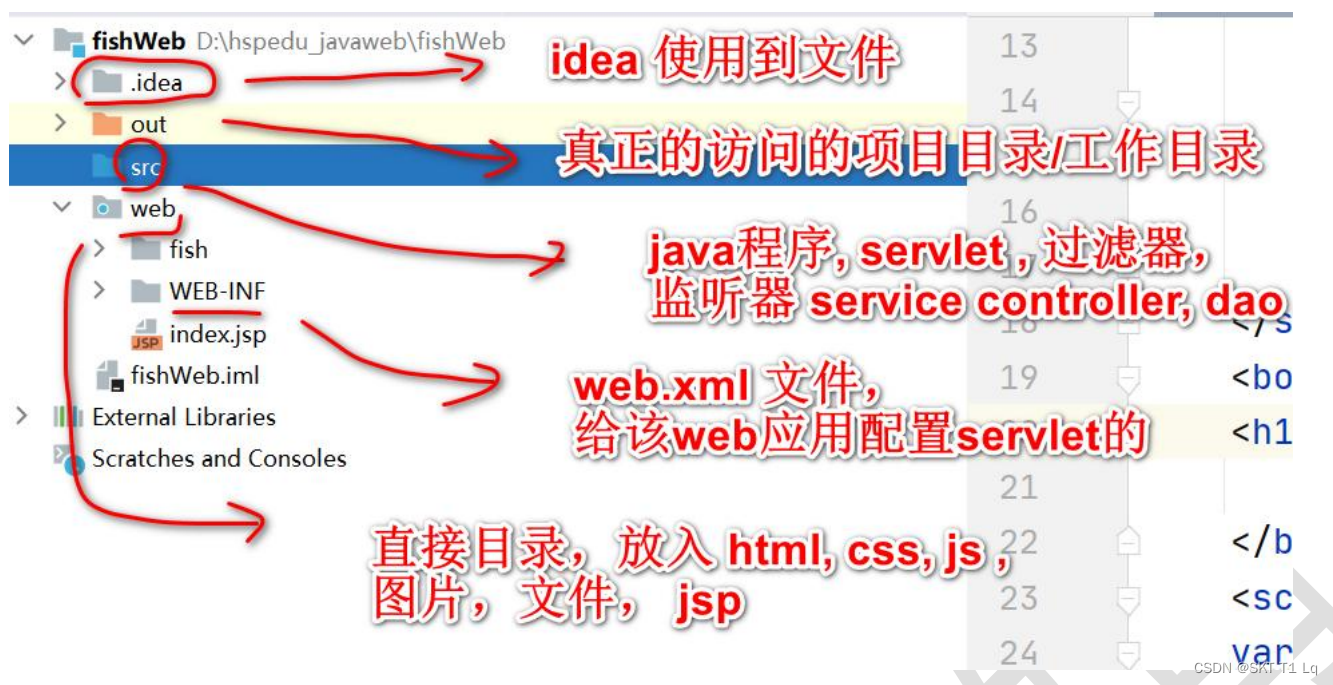 fishWeb D:\hspedu_javaweb\fishWeb
.idea
idea 使用到文件
13
14
out
真正的访问的项目目录/工作目录
src
web
16
fish
java程序, servlet , 过滤器，
监听器 service controller, dao
WEB-INF
18
</s
JSP index.jsp
fishWeb.iml
web.xml 文件，
给该web应用配置servlet的
19
<bo
External Libraries
<h1
Scratches and Consoles
21
直接目录，放入 html, css, js ,
图片，文件， jsp
22
</b
23
<sc
24
var
CSDN @SKT T1 Lq